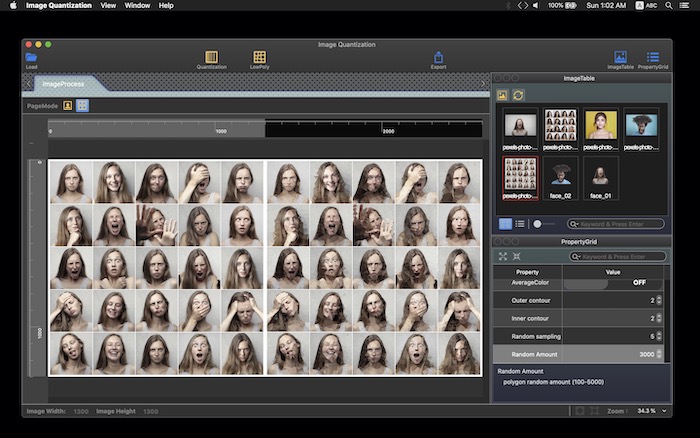 Image Quantization View Window Help 100% ABC Sun 1:02 AM
Image Quantization
Load Quantization LowPoly Export ImageTable PropertyGrid
ImageProcess
ImageTable
PageMode
0 1000 2000
0
1000
pexels-photo-... pexels-photo-... pexels-photo-... pexels-photo-...
pexels-photo-... face_02 face_01
Keyword & Press Enter
PropertyGrid
Keyword & Press Enter
Property Value
AverageColor OFF
Outer contour 2
Inner contour 2
Random sampling 5
Random Amount 3000
Random Amount
polygon random amount (100-5000)
Image Width: 1300 Image Height 1300 Zoom : 34.3 %